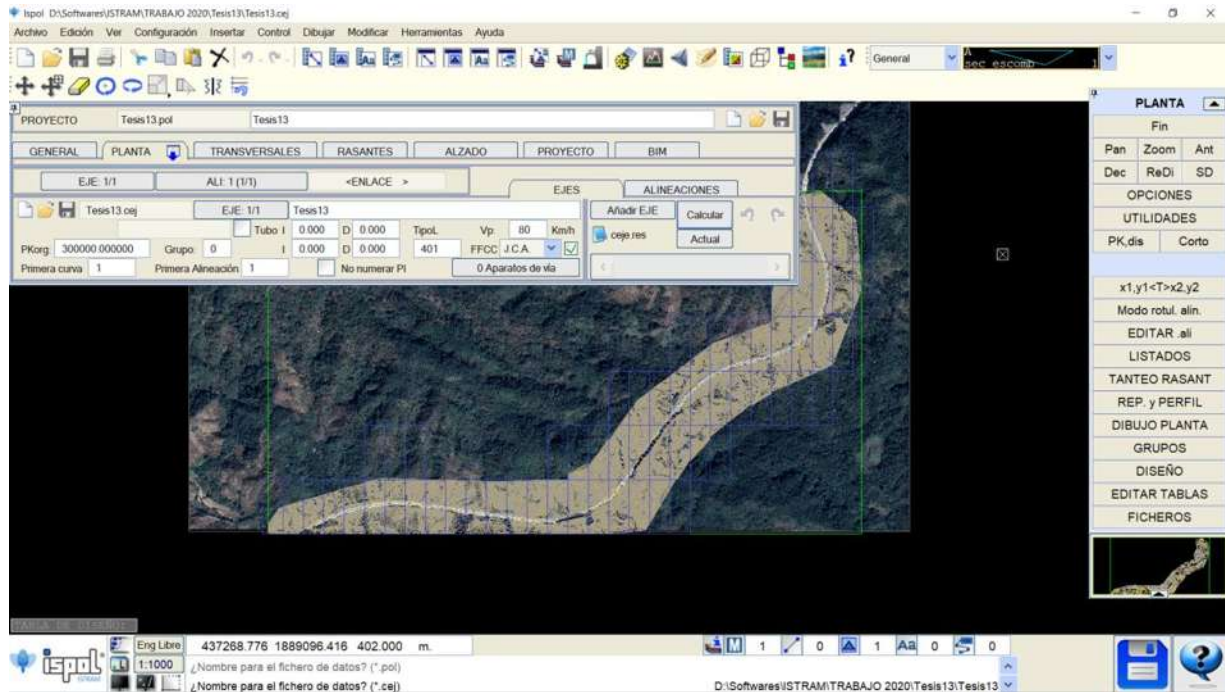 Ispol D:\Softwares\ISTRAM\TRABAJO 2020\Tesis13\Tesis13.cej
Archivo Edición Ver Configuración Insertar Control Dibujar Modificar Herramientas Ayuda
General
A
sec escomb 1
PROYECTO Tesis13.pol Tesis13
GENERAL PLANTA TRANSVERSALES RASANTES ALZADO PROYECTO BIM
EJE: 1/1 ALI: 1 (1/1) <ENLACE > EJES ALINEACIONES
Tesis13.cej EJE: 1/1 Tesis13 Añadir EJE Calcular
Tubo I 0.000 D 0.000 TipoL Vp 80 Km/h ceje.res Actual
PKorg: 300000.000000 Grupo: 0 I 0.000 D 0.000 401 FFCC J.C.A.
Primera curva 1 Primera Alineación 1 No numerar PI 0 Aparatos de vía
PLANTA
Fin
Pan Zoom Ant
Dec ReDi SD
OPCIONES
UTILIDADES
PK,dis Corto
x1,y1<T>x2,y2
Modo rotul. alin.
EDITAR .ali
LISTADOS
TANTEO RASANT
REP. y PERFIL
DIBUJO PLANTA
GRUPOS
DISEÑO
EDITAR TABLAS
FICHEROS
TABLA DE DISEÑO:
ispol
ISTRAM
Eng Libre 437268.776 1889096.416 402.000 m. M 1 0 1 Aa 0 0
1:1000 ¿Nombre para el fichero de datos? (*.pol)
¿Nombre para el fichero de datos? (*.cej) D:\Softwares\ISTRAM\TRABAJO 2020\Tesis13\Tesis13